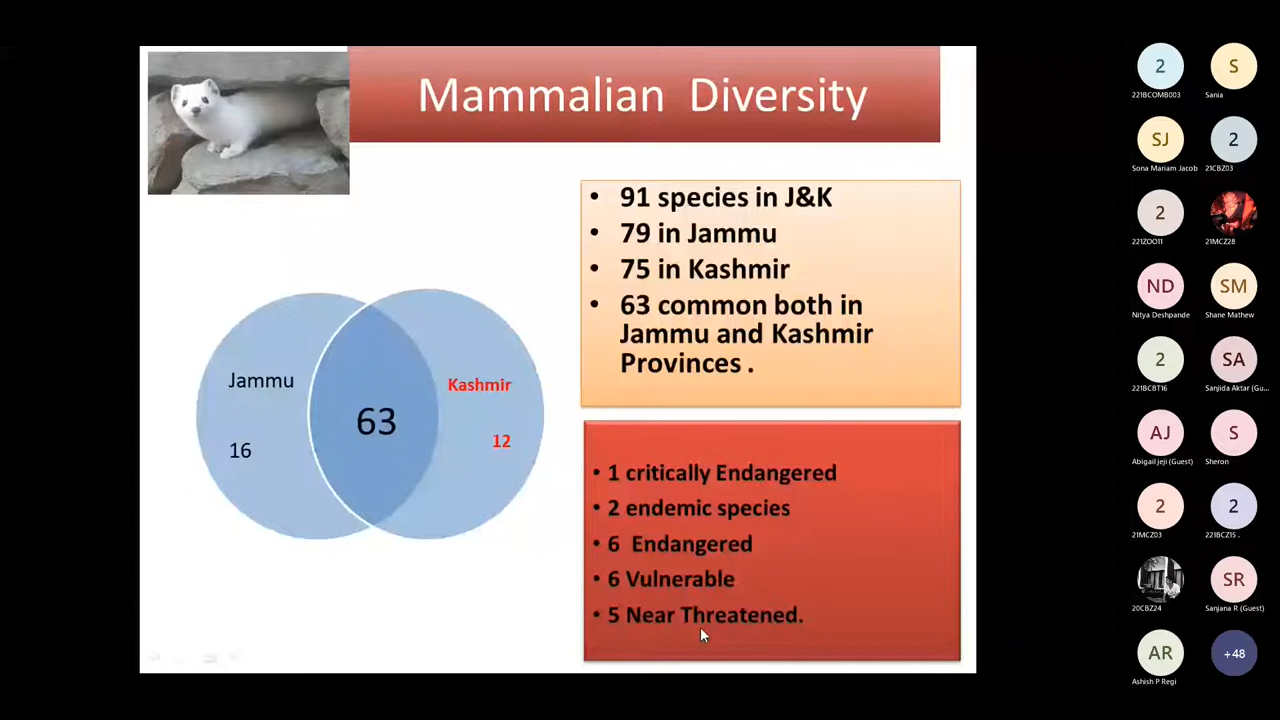 Mammalian Diversity
• 91 species in J&K
• 79 in Jammu
• 75 in Kashmir
• 63 common both in
Jammu and Kashmir
Provinces .
Jammu
16
63
Kashmir
12
• 1 critically Endangered
• 2 endemic species
• 6 Endangered
• 6 Vulnerable
• 5 Near Threatened.
2
S
221BCOMB003
Sania
SJ
2
Sona Mariam Jacob
21CBZ03
2
221ZOO11
21MCZ28
ND
SM
Nitya Deshpande
Shane Mathew
2
SA
221BCBT16
Sanjida Aktar (Gu...
AJ
S
Abigail jeji (Guest)
Sheron
2
2
21MCZ03
221BCZ15 .
SR
20CBZ24
Sanjana R (Guest)
AR
+48
Ashish P Regi